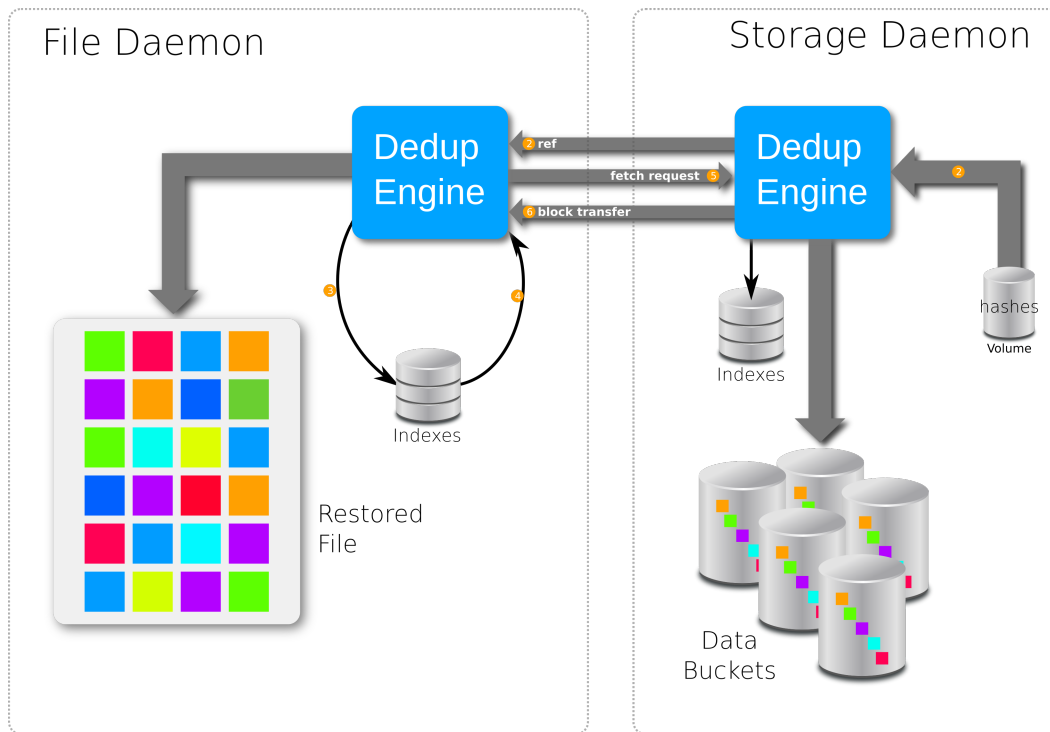 File Daemon
Storage Daemon
Dedup
Engine
2 ref
fetch request 5
6 block transfer
Dedup
Engine
2
3
4
Indexes
Indexes
hashes
Volume
Restored
File
Data
Buckets